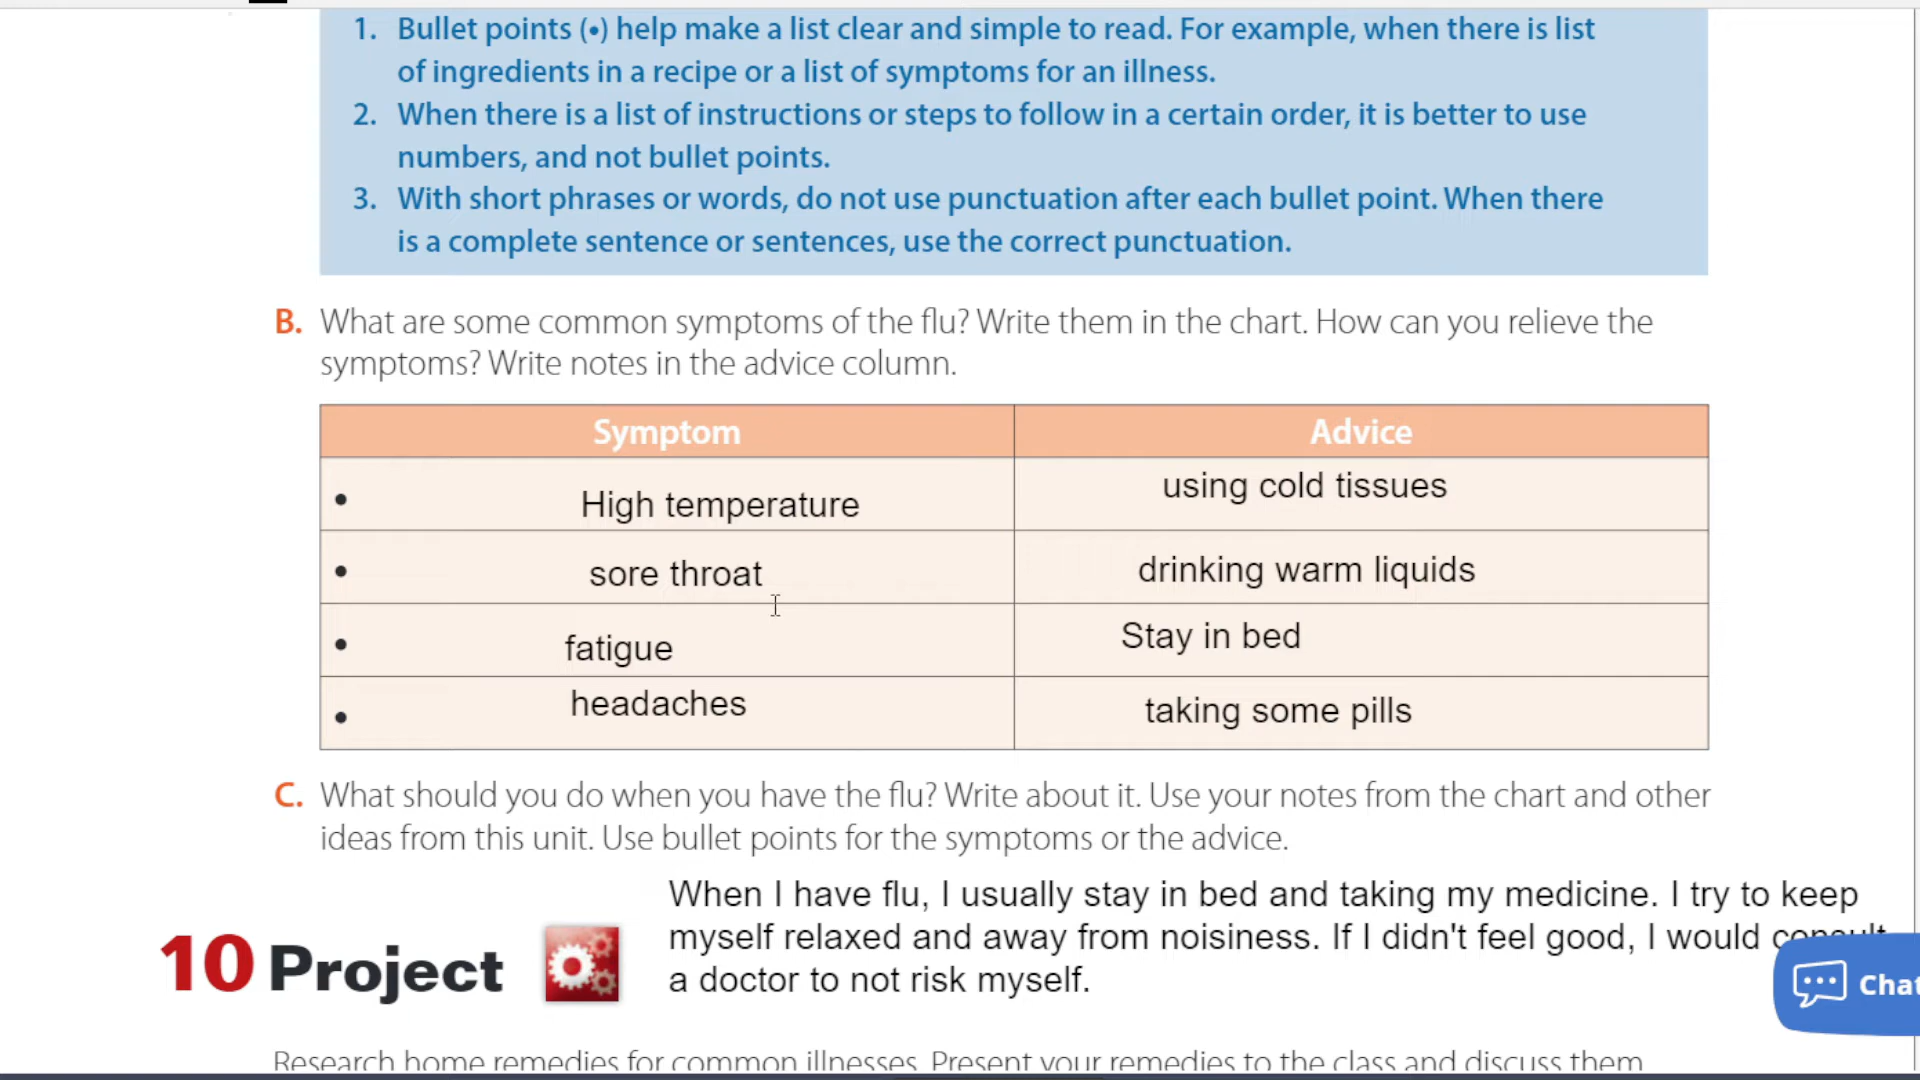 1. Bullet points (•) help make a list clear and simple to read. For example, when there is list
of ingredients in a recipe or a list of symptoms for an illness.
2. When there is a list of instructions or steps to follow in a certain order, it is better to use
numbers, and not bullet points.
3. With short phrases or words, do not use punctuation after each bullet point. When there
is a complete sentence or sentences, use the correct punctuation.
B. What are some common symptoms of the flu? Write them in the chart. How can you relieve the
symptoms? Write notes in the advice column.
Symptom Advice
• High temperature using cold tissues
• sore throat drinking warm liquids
• fatigue Stay in bed
• headaches taking some pills
C. What should you do when you have the flu? Write about it. Use your notes from the chart and other
ideas from this unit. Use bullet points for the symptoms or the advice.
When I have flu, I usually stay in bed and taking my medicine. I try to keep
myself relaxed and away from noisiness. If I didn't feel good, I would consult
a doctor to not risk myself.
10 Project
Chat
Research home remedies for common illnesses. Present your remedies to the class and discuss them